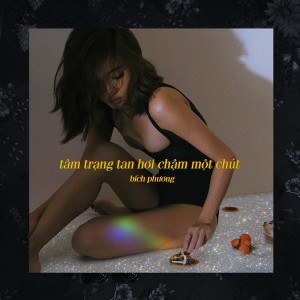 tâm trạng tan hơi chậm một chút
bích phương